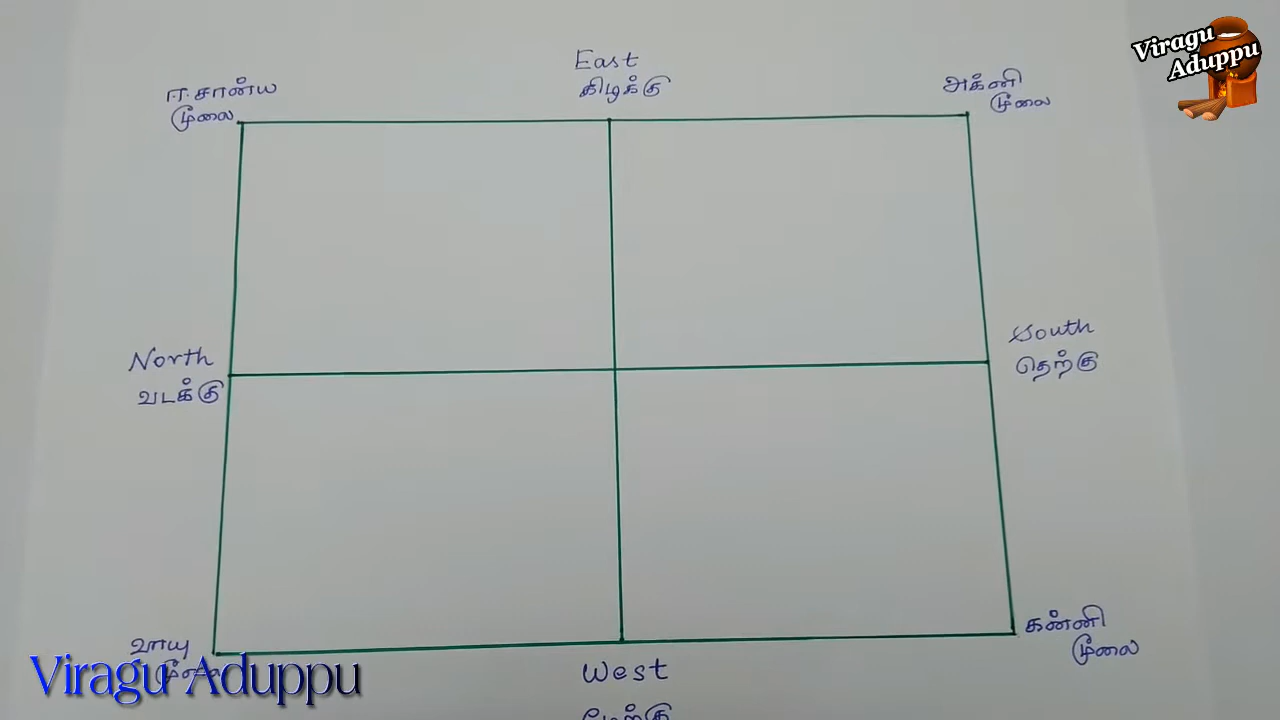 East
கிழக்கு
ஈசான்ய
மூலை
அக்னி
மூலை
Viragu
Aduppu
North
வடக்கு
South
தெற்கு
வாயு
கன்னி
மூலை
Viragu Aduppu
West
மேற்கு